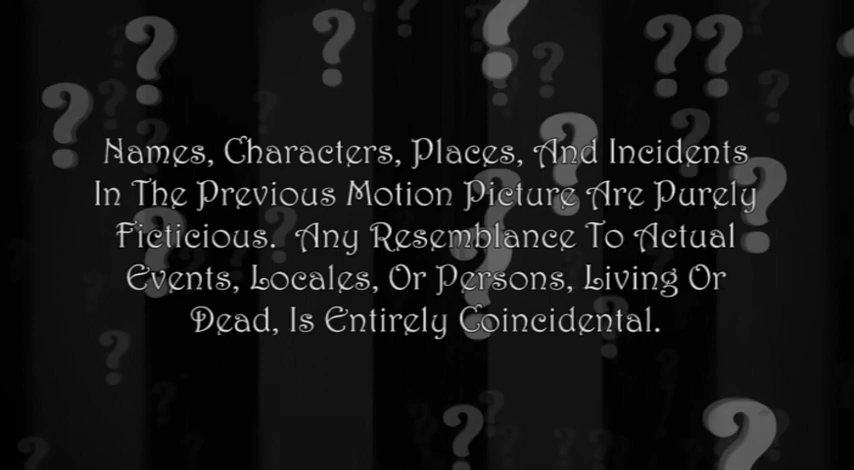 Names, Characters, Places, And Incidents
In The Previous Motion Picture Are Purely
Ficticious.  Any Resemblance To Actual
Events, Locales, Or Persons, Living Or
Dead, Is Entirely Coincidental.